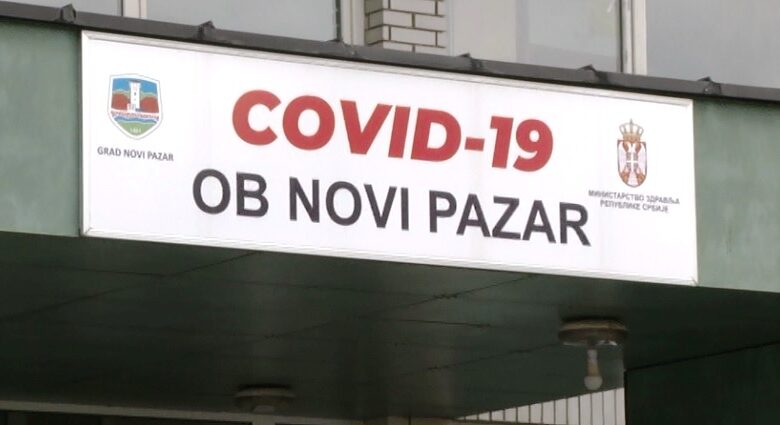 COVID-19
OB NOVI PAZAR
GRAD NOVI PAZAR
МИНИСТАРСТВО ЗДРАВЉА
РЕПУБЛИКЕ СРБИЈЕ